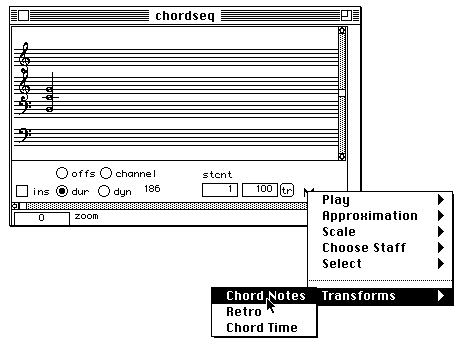 chordseq
offs channel stcnt
ins dur dyn 186 1 100 tr
0 zoom
Play
Approximation
Scale
Choose Staff
Select
Transforms
Chord Notes
Retro
Chord Time